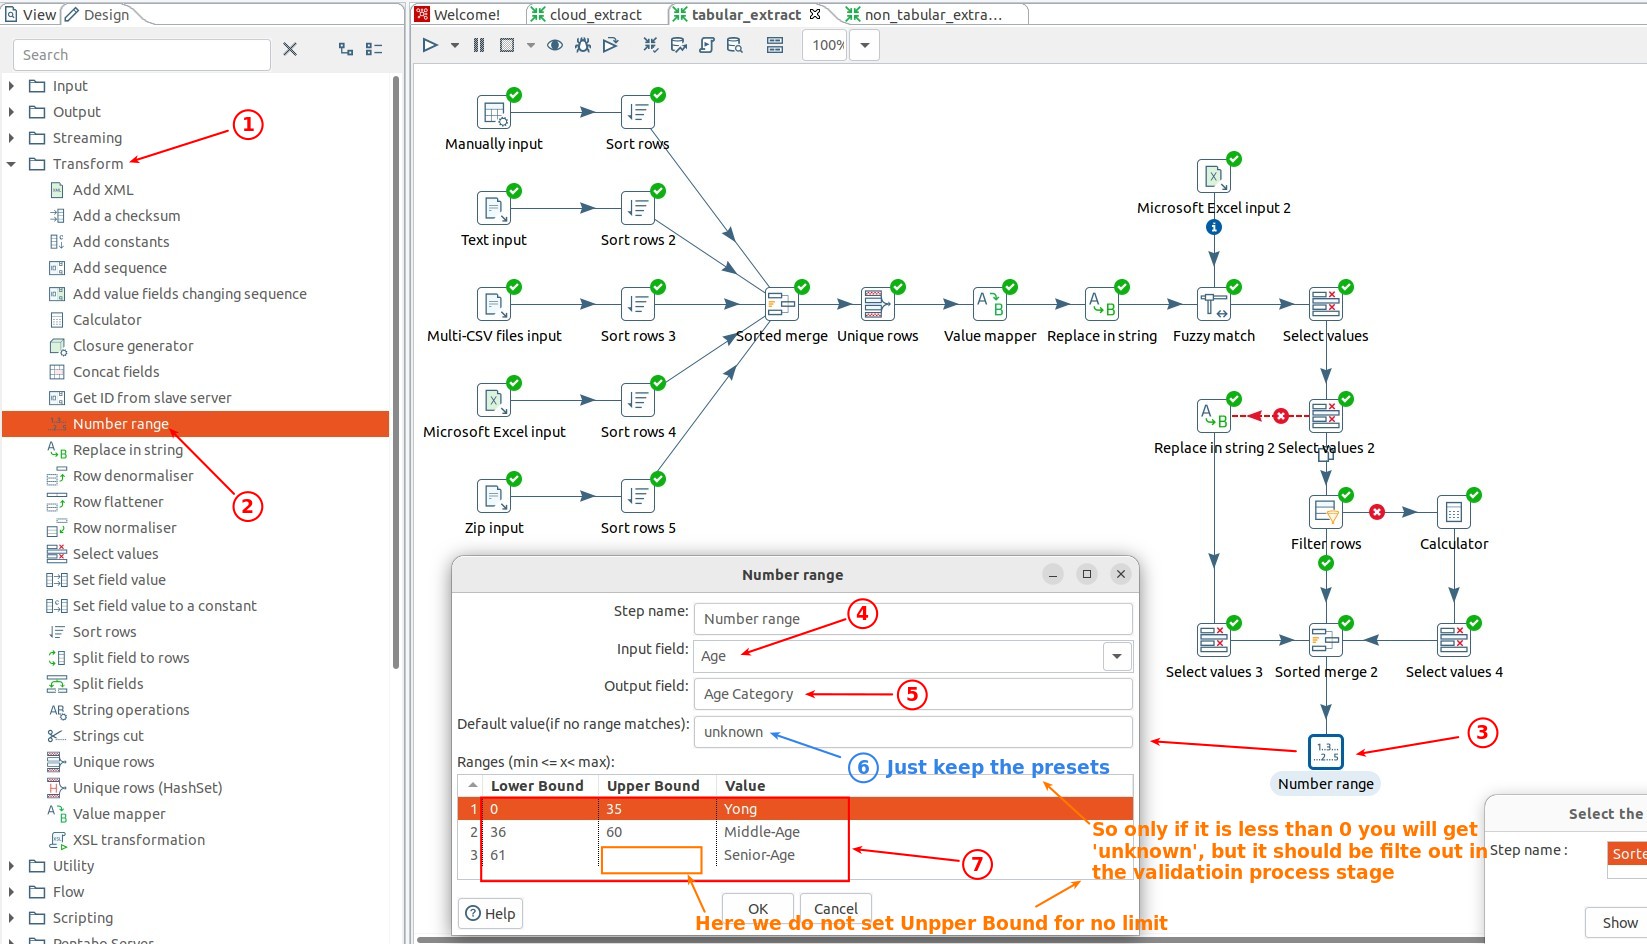 View
Design
Search
Input
Output
Streaming
Transform
Add XML
Add a checksum
Add constants
Add sequence
Add value fields changing sequence
Calculator
Closure generator
Concat fields
Get ID from slave server
Number range
Replace in string
Row denormaliser
Row flattener
Row normaliser
Select values
Set field value
Set field value to a constant
Sort rows
Split field to rows
Split fields
String operations
Strings cut
Unique rows
Unique rows (HashSet)
Value mapper
XSL transformation
Utility
Flow
Scripting
Pentaho Server
1
2
Welcome!
cloud_extract
tabular_extract
non_tabular_extra...
100%
Manually input
Sort rows
Text input
Sort rows 2
Multi-CSV files input
Sort rows 3
Sorted merge
Unique rows
Value mapper
Replace in string
Fuzzy match
Select values
Microsoft Excel input 2
Microsoft Excel input
Sort rows 4
Replace in string 2
Select values 2
Zip input
Sort rows 5
Filter rows
Calculator
Select values 3
Sorted merge 2
Select values 4
Number range
3
Number range
Step name:
Number range
4
Input field:
Age
Output field:
Age Category
5
Default value(if no range matches):
unknown
6 Just keep the presets
Ranges (min <= x< max):
Lower Bound Upper Bound Value
1 0 35 Yong
2 36 60 Middle-Age
3 61 Senior-Age
7
Help
OK
Cancel
So only if it is less than 0 you will get
'unknown', but it should be filte out in
the validatioin process stage
Here we do not set Unpper Bound for no limit
Select the
Step name :
Sorte
Show